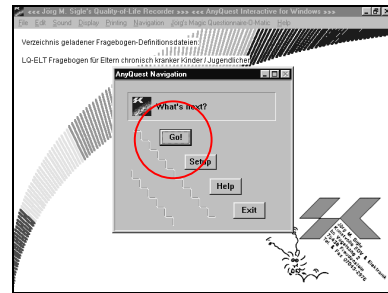 ««« Jörg M. Sigle's Quality-of-Life Recorder »»» ««« AnyQuest Interactive for Windows »»»
File Edit Sound Display Printing Navigation Jörg's Magic Questionnaire-O-Matic Help
Verzeichnis geladener Fragebogen-Definitionsdateien:
LQ-ELT Fragebogen für Eltern chronisch kranker Kinder / Jugendlicher
AnyQuest Navigation
What's next?
Go!
Setup
Help
Exit
Jörg M. Sigle